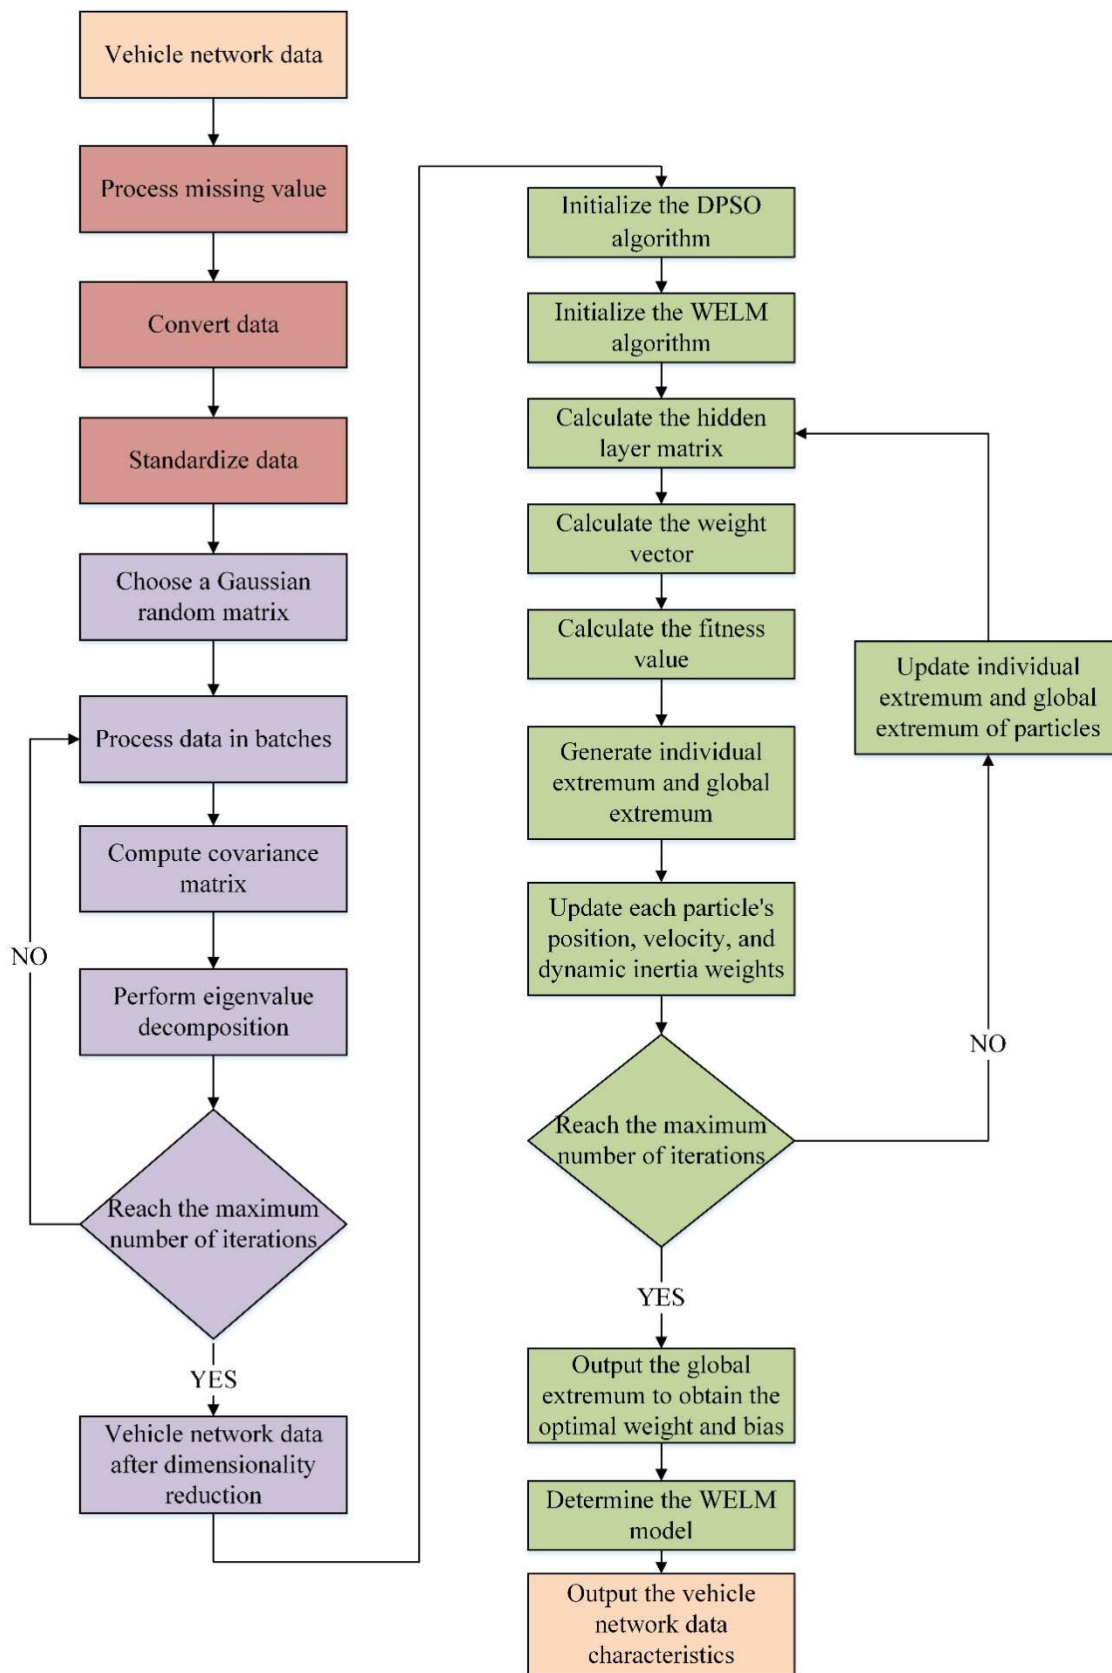 Vehicle network data
Process missing value
Convert data
Standardize data
Choose a Gaussian
random matrix
Process data in batches
Compute covariance
matrix
NO
Perform eigenvalue
decomposition
Reach the maximum
number of iterations
YES
Vehicle network data
after dimensionality
reduction
Initialize the DPSO
algorithm
Initialize the WELM
algorithm
Calculate the hidden
layer matrix
Calculate the weight
vector
Calculate the fitness
value
Update individual
extremum and global
extremum of particles
Generate individual
extremum and global
extremum
Update each particle's
position, velocity, and
dynamic inertia weights
NO
Reach the maximum
number of iterations
YES
Output the global
extremum to obtain the
optimal weight and bias
Determine the WELM
model
Output the vehicle
network data
characteristics